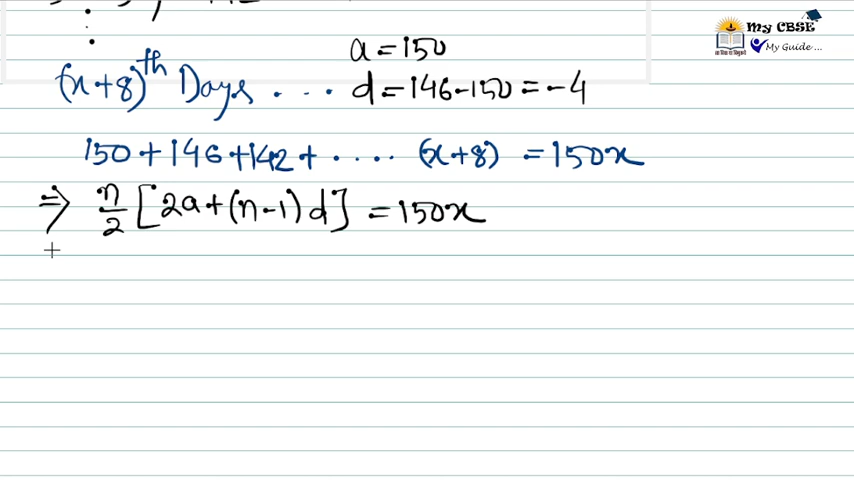 My CBSE
My Guide ...
a = 150
(x+8)th Days . . . . . d = 146-150 = -4
150 + 146 + 142 + . . . . (x+8) = 150x
⇒ n/2 [2a + (n-1) d] = 150x